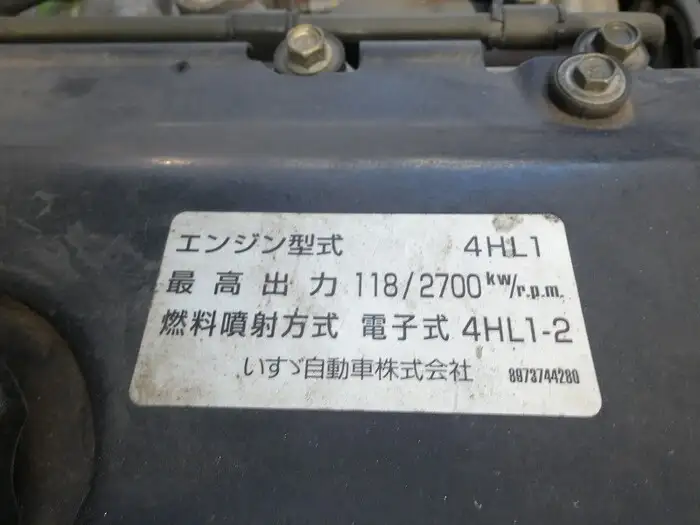 エンジン型式 4HL1
最高出力 118/2700 kw/r.p.m.
燃料噴射方式 電子式 4HL1-2
いすゞ自動車株式会社 8973744280